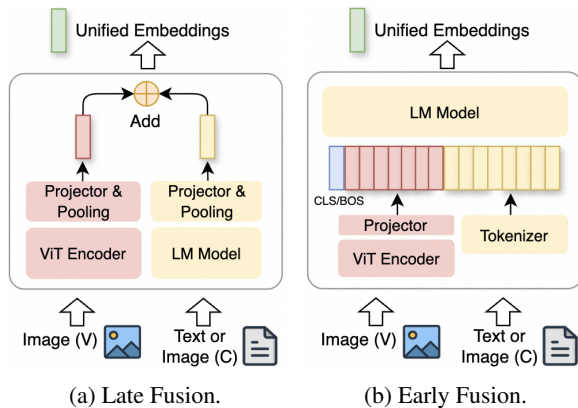 Unified Embeddings
Add
Projector &
Pooling
Projector &
Pooling
ViT Encoder
LM Model
Image (V)
Text or
Image (C)
(a) Late Fusion.
Unified Embeddings
LM Model
CLS/BOS
Projector
ViT Encoder
Tokenizer
Image (V)
Text or
Image (C)
(b) Early Fusion.